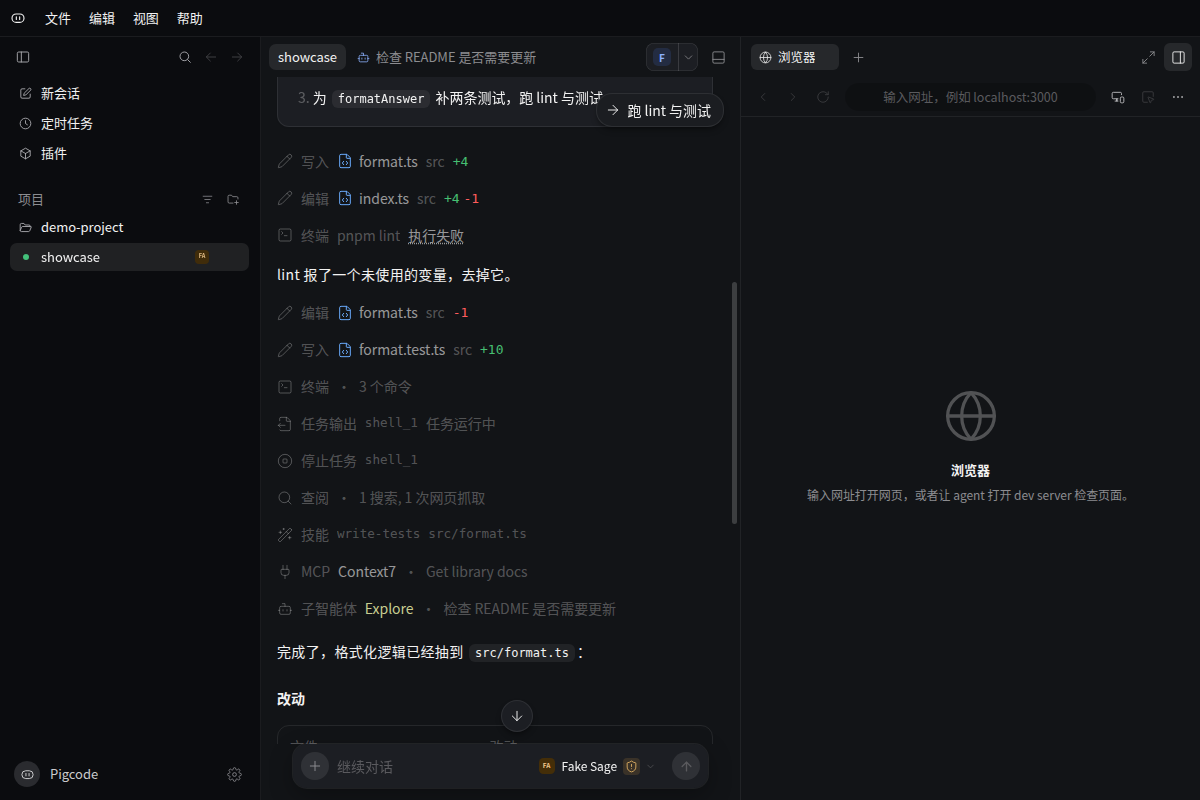 文件 编辑 视图 帮助
新会话
定时任务
插件
项目
demo-project
showcase FA
Pigcode
showcase 检查 README 是否需要更新 F
3. 为 formatAnswer 补两条测试，跑 lint 与测试
→ 跑 lint 与测试
写入 format.ts src +4
编辑 index.ts src +4 -1
终端 pnpm lint 执行失败
lint 报了一个未使用的变量，去掉它。
编辑 format.ts src -1
写入 format.test.ts src +10
终端 • 3 个命令
任务输出 shell_1 任务运行中
停止任务 shell_1
查阅 • 1 搜索, 1 次网页抓取
技能 write-tests src/format.ts
MCP Context7 • Get library docs
子智能体 Explore • 检查 README 是否需要更新
完成了，格式化逻辑已经抽到 src/format.ts：
改动
文件 改动
继续对话 FA Fake Sage
浏览器
输入网址，例如 localhost:3000
浏览器
输入网址打开网页，或者让 agent 打开 dev server 检查页面。